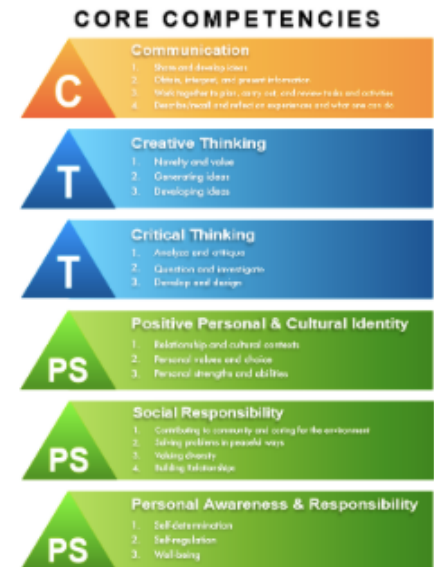 CORE COMPETENCIES
C
Communication
1. Share and develop ideas
2. Obtain, interpret, and present information
3. Work together to plan, carry out, and review tasks and activities
4. Describe/recall and reflect on experiences and what one can do
T
Creative Thinking
1. Novelty and value
2. Generating ideas
3. Developing ideas
T
Critical Thinking
1. Analyze and critique
2. Question and investigate
3. Develop and design
PS
Positive Personal & Cultural Identity
1. Relationship and cultural contexts
2. Personal values and choice
3. Personal strengths and abilities
PS
Social Responsibility
1. Contributing to community and caring for the environment
2. Solving problems in peaceful ways
3. Valuing diversity
4. Building Relationships
PS
Personal Awareness & Responsibility
1. Self-determination
2. Self-regulation
3. Well-being